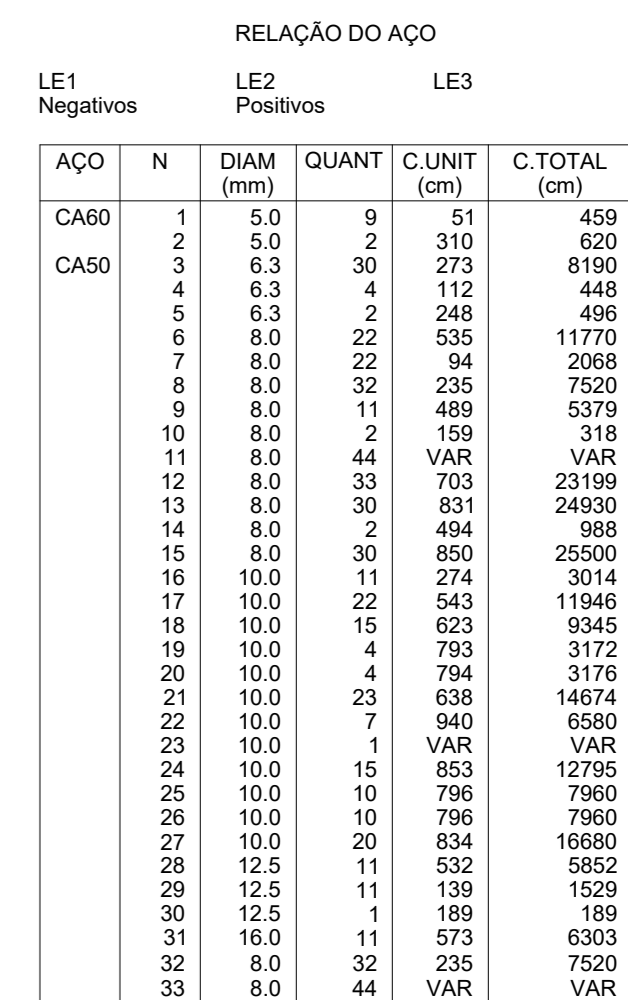 RELAÇÃO DO AÇO
LE1 LE2 LE3
Negativos Positivos
AÇO N DIAM QUANT C.UNIT C.TOTAL
(mm) (cm) (cm)
CA60 1 5.0 9 51 459
2 5.0 2 310 620
CA50 3 6.3 30 273 8190
4 6.3 4 112 448
5 6.3 2 248 496
6 8.0 22 535 11770
7 8.0 22 94 2068
8 8.0 32 235 7520
9 8.0 11 489 5379
10 8.0 2 159 318
11 8.0 44 VAR VAR
12 8.0 33 703 23199
13 8.0 30 831 24930
14 8.0 2 494 988
15 8.0 30 850 25500
16 10.0 11 274 3014
17 10.0 22 543 11946
18 10.0 15 623 9345
19 10.0 4 793 3172
20 10.0 4 794 3176
21 10.0 23 638 14674
22 10.0 7 940 6580
23 10.0 1 VAR VAR
24 10.0 15 853 12795
25 10.0 10 796 7960
26 10.0 10 796 7960
27 10.0 20 834 16680
28 12.5 11 532 5852
29 12.5 11 139 1529
30 12.5 1 189 189
31 16.0 11 573 6303
32 8.0 32 235 7520
33 8.0 44 VAR VAR